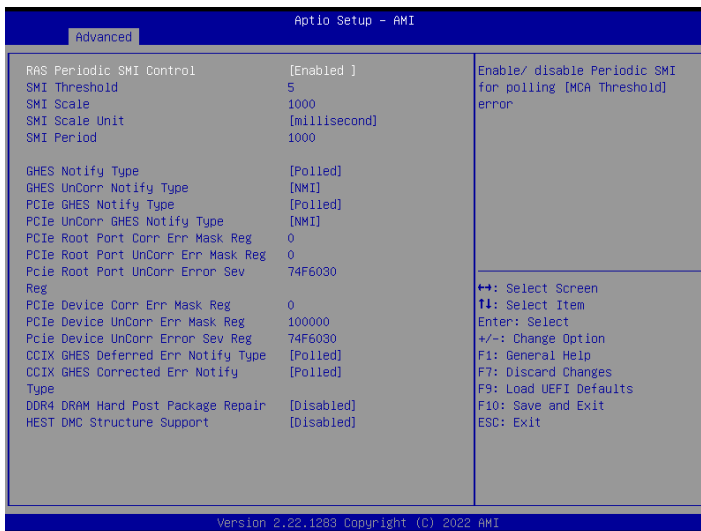 Aptio Setup – AMI
Advanced
RAS Periodic SMI Control [Enabled ]
SMI Threshold 5
SMI Scale 1000
SMI Scale Unit [millisecond]
SMI Period 1000
GHES Notify Type [Polled]
GHES UnCorr Notify Type [NMI]
PCIe GHES Notify Type [Polled]
PCIe UnCorr GHES Notify Type [NMI]
PCIe Root Port Corr Err Mask Reg 0
PCIe Root Port UnCorr Err Mask Reg 0
Pcie Root Port UnCorr Error Sev 74F6030
Reg
PCIe Device Corr Err Mask Reg 0
PCIe Device UnCorr Err Mask Reg 100000
Pcie Device UnCorr Error Sev Reg 74F6030
CCIX GHES Deferred Err Notify Type [Polled]
CCIX GHES Corrected Err Notify [Polled]
Type
DDR4 DRAM Hard Post Package Repair [Disabled]
HEST DMC Structure Support [Disabled]
Enable/ disable Periodic SMI
for polling [MCA Threshold]
error
↔: Select Screen
↑↓: Select Item
Enter: Select
+/-: Change Option
F1: General Help
F7: Discard Changes
F9: Load UEFI Defaults
F10: Save and Exit
ESC: Exit
Version 2.22.1283 Copyright (C) 2022 AMI